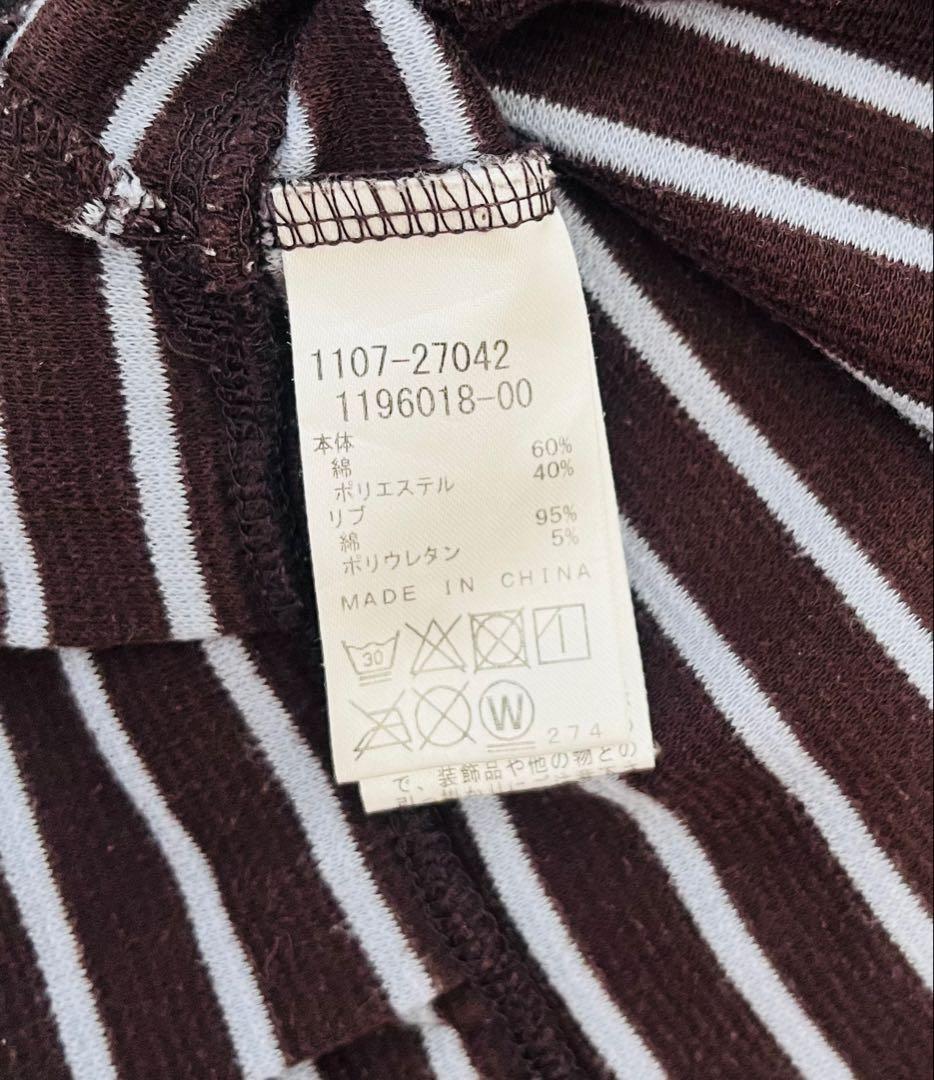 1107-27042
1196018-00
本体
綿 60%
ポリエステル 40%
リブ
綿 95%
ポリウレタン 5%
MADE IN CHINA
30
W
274
で、装飾品や他の物との